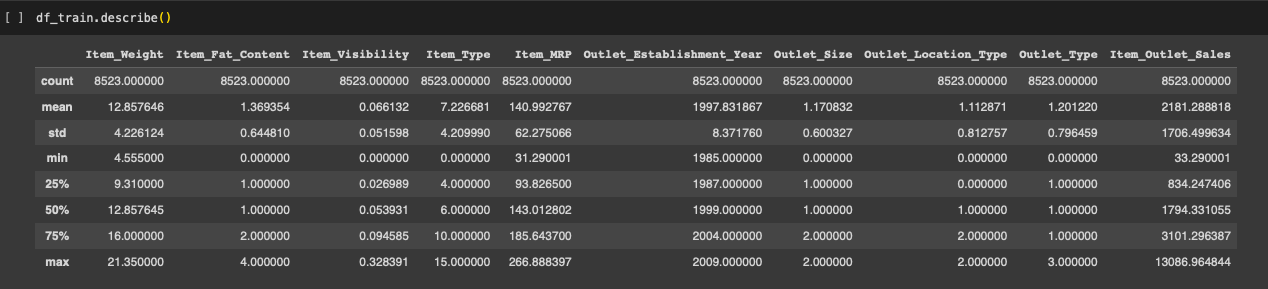 [ ] df_train.describe()
Item_Weight Item_Fat_Content Item_Visibility Item_Type Item_MRP Outlet_Establishment_Year Outlet_Size Outlet_Location_Type Outlet_Type Item_Outlet_Sales
count 8523.000000 8523.000000 8523.000000 8523.000000 8523.000000 8523.000000 8523.000000 8523.000000 8523.000000 8523.000000
mean 12.857646 1.369354 0.066132 7.226681 140.992767 1997.831867 1.170832 1.112871 1.201220 2181.288818
std 4.226124 0.644810 0.051598 4.209990 62.275066 8.371760 0.600327 0.812757 0.796459 1706.499634
min 4.555000 0.000000 0.000000 0.000000 31.290001 1985.000000 0.000000 0.000000 0.000000 33.290001
25% 9.310000 1.000000 0.026989 4.000000 93.826500 1987.000000 1.000000 0.000000 1.000000 834.247406
50% 12.857645 1.000000 0.053931 6.000000 143.012802 1999.000000 1.000000 1.000000 1.000000 1794.331055
75% 16.000000 2.000000 0.094585 10.000000 185.643700 2004.000000 2.000000 2.000000 1.000000 3101.296387
max 21.350000 4.000000 0.328391 15.000000 266.888397 2009.000000 2.000000 2.000000 3.000000 13086.964844